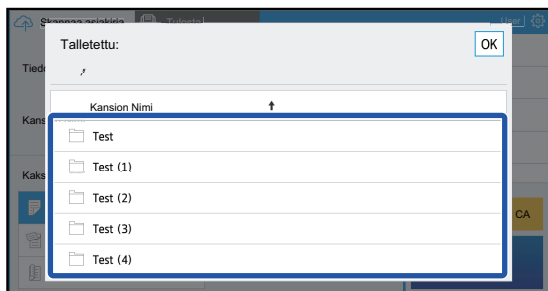 Skannaa asiakirja Tulosta User
Talletettu: OK
Tiedo
Kansion Nimi
Kans
Test
Test (1)
Kaks
Test (2)
CA
Test (3)
Test (4)